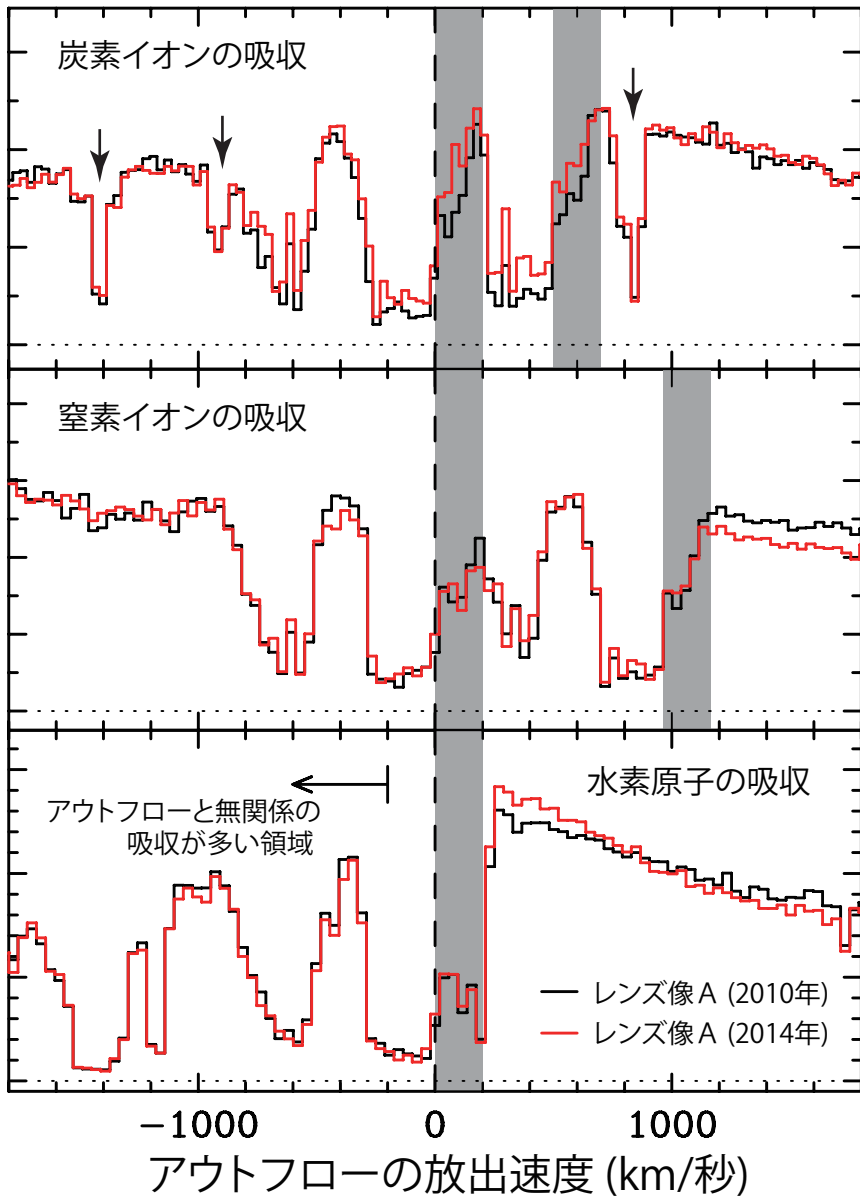 炭素イオンの吸収
窒素イオンの吸収
アウトフローと無関係の
吸収が多い領域
水素原子の吸収
レンズ像A (2010年)
レンズ像A (2014年)
−1000 0 1000
アウトフローの放出速度 (km/秒)